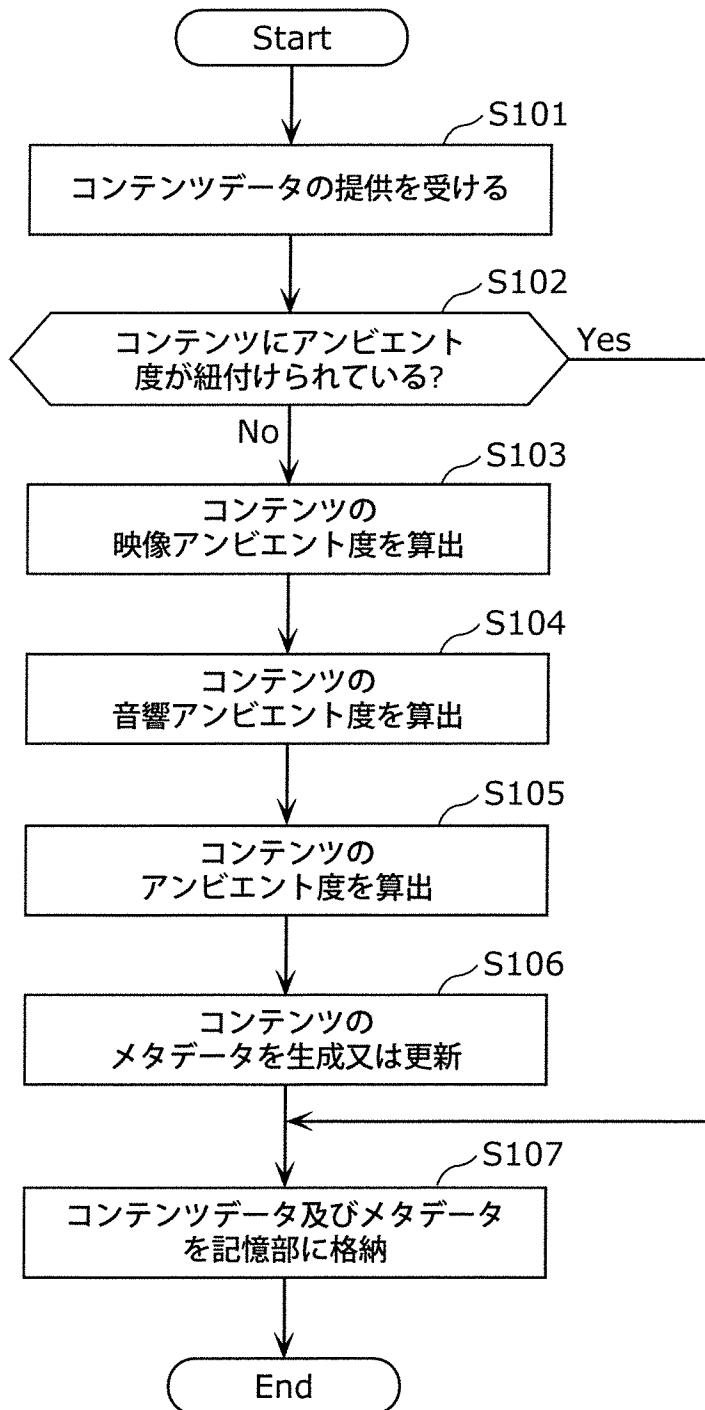 Start
S101
コンテンツデータの提供を受ける
S102
コンテンツにアンビエント
度が紐付けられている?
Yes
No
S103
コンテンツの
映像アンビエント度を算出
S104
コンテンツの
音響アンビエント度を算出
S105
コンテンツの
アンビエント度を算出
S106
コンテンツの
メタデータを生成又は更新
S107
コンテンツデータ及びメタデータ
を記憶部に格納
End